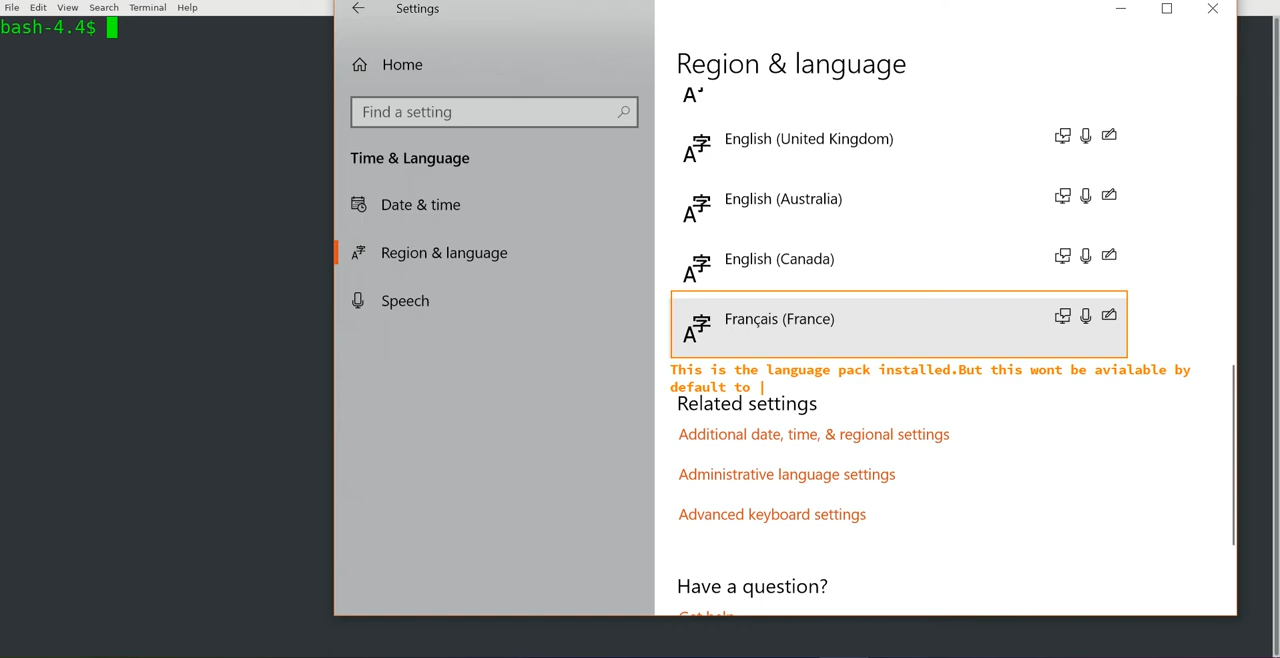 File Edit View Search Terminal Help
bash-4.4$
Settings
Home
Find a setting
Time & Language
Date & time
Region & language
Speech
Region & language
English (United Kingdom)
English (Australia)
English (Canada)
Français (France)
This is the language pack installed.But this wont be avialable by
default to |
Related settings
Additional date, time, & regional settings
Administrative language settings
Advanced keyboard settings
Have a question?
Get help